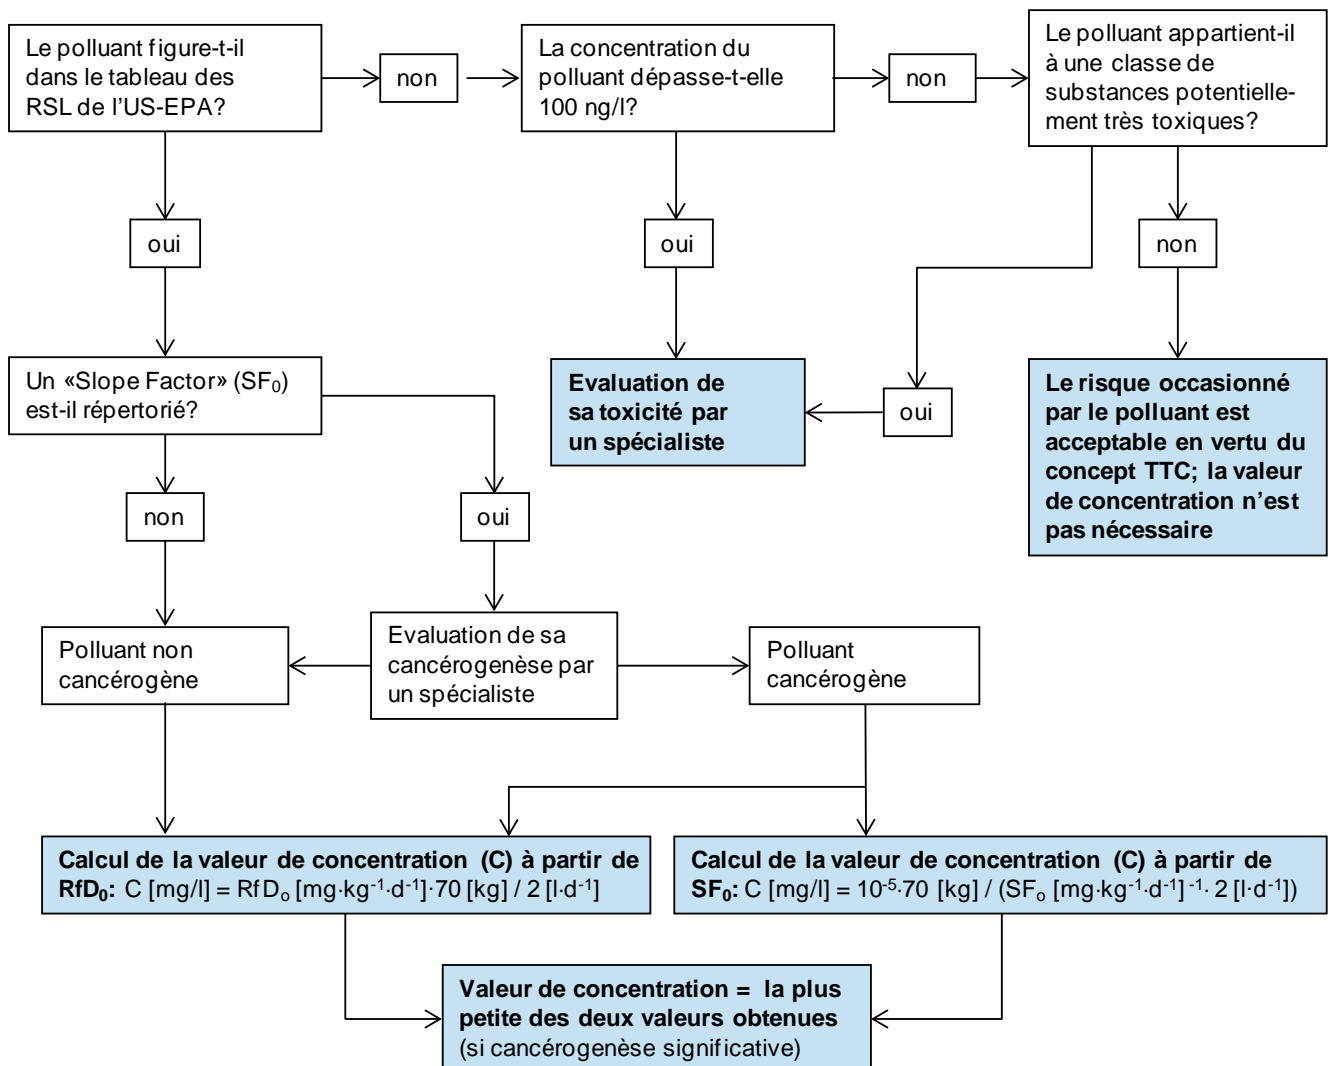 Le polluant figure-t-il
dans le tableau des
RSL de l'US-EPA?
non
La concentration du
polluant dépasse-t-elle
100 ng/l?
non
Le polluant appartient-il
à une classe de
substances potentielle-
ment très toxiques?
oui
oui
non
Un «Slope Factor» (SF₀)
est-il répertorié?
Evaluation de
sa toxicité par
un spécialiste
oui
Le risque occasionné
par le polluant est
acceptable en vertu du
concept TTC; la valeur
de concentration n'est
pas nécessaire
non
oui
Polluant non
cancérogène
Evaluation de sa
cancérogenèse par
un spécialiste
Polluant
cancérogène
Calcul de la valeur de concentration (C) à partir de
RfD₀: C [mg/l] = RfDₒ [mg·kg⁻¹·d⁻¹]·70 [kg] / 2 [l·d⁻¹]
Calcul de la valeur de concentration (C) à partir de
SF₀: C [mg/l] = 10⁻⁵·70 [kg] / (SFₒ [mg·kg⁻¹·d⁻¹]⁻¹· 2 [l·d⁻¹])
Valeur de concentration = la plus
petite des deux valeurs obtenues
(si cancérogenèse significative)